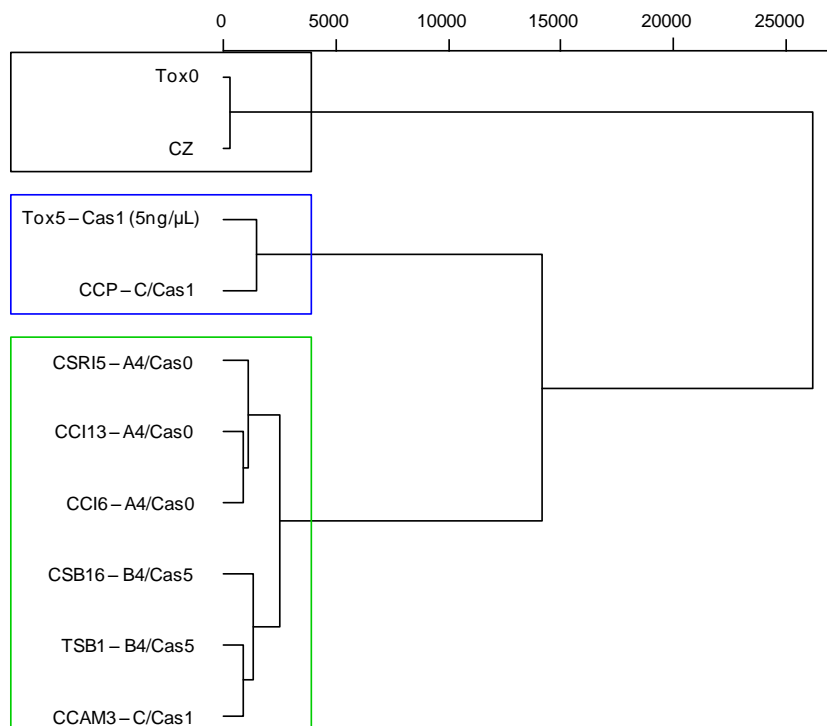 0 5000 10000 15000 20000 25000
Tox0
CZ
Tox5–Cas1 (5ng/µL)
CCP–C/Cas1
CSRI5–A4/Cas0
CCI13–A4/Cas0
CCI6–A4/Cas0
CSB16–B4/Cas5
TSB1–B4/Cas5
CCAM3–C/Cas1